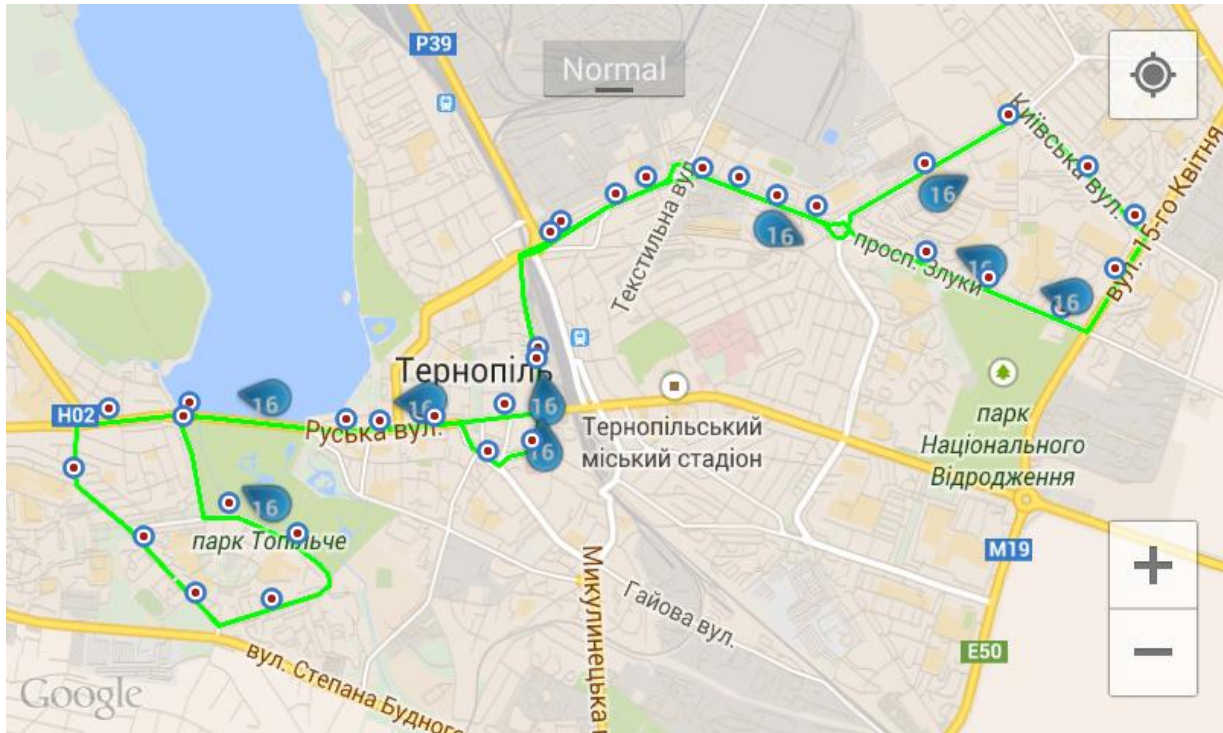 P39
Normal
Київська вул.
вул. 15-го Квітня
Текстильна вул.
16
16
просп. Злуки
16
16
Тернопіль
16
16
16
H02
Руська вул.
Тернопільський
міський стадіон
16
парк
Національного
Відродження
16
парк Топільче
M19
Микулинецька в
Гайова вул.
E50
вул. Степана Будного
Google